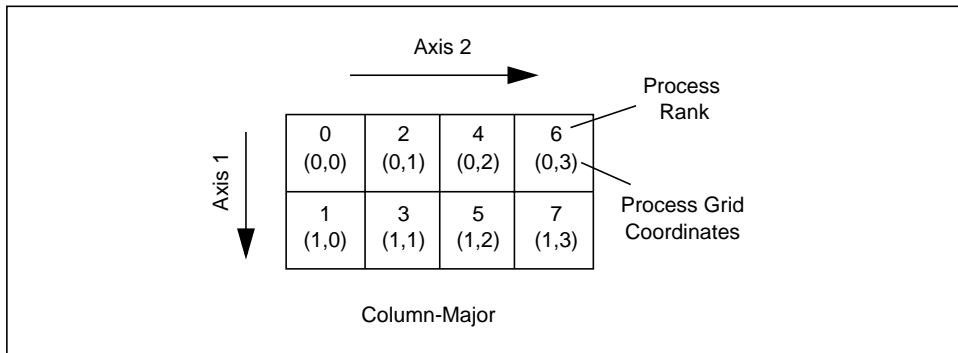 Axis 2
Process
Rank
Axis 1
0 2 4 6
(0,0) (0,1) (0,2) (0,3)
1 3 5 7
(1,0) (1,1) (1,2) (1,3)
Process Grid
Coordinates
Column-Major